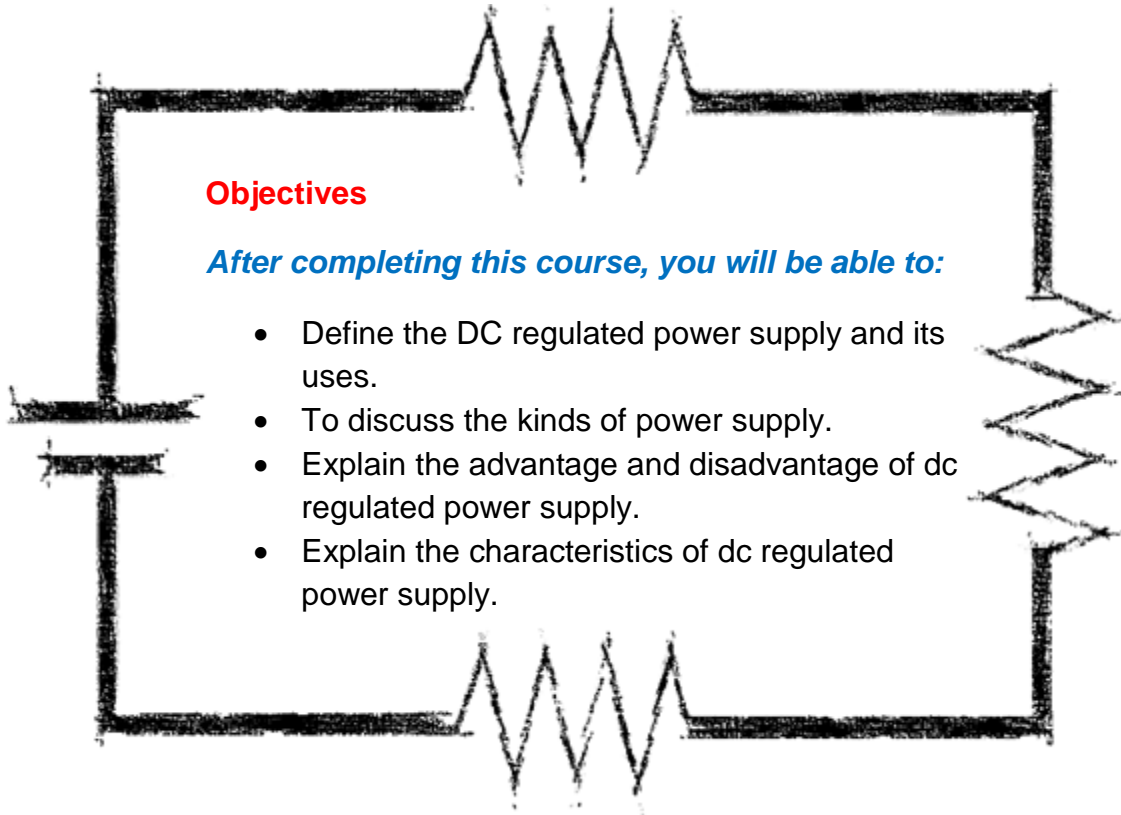 Objectives
After completing this course, you will be able to:
• Define the DC regulated power supply and its
uses.
• To discuss the kinds of power supply.
• Explain the advantage and disadvantage of dc
regulated power supply.
• Explain the characteristics of dc regulated
power supply.